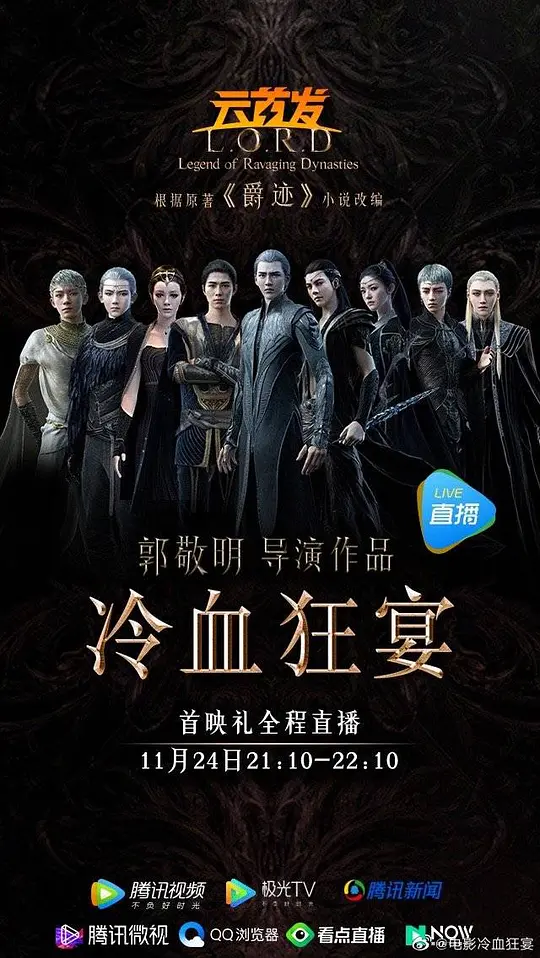 云首发
L.O.R.D
Legend of Ravaging Dynasties
根据原著《爵迹》小说改编
LIVE
直播
郭敬明 导演作品
冷血狂宴
首映礼全程直播
11月24日21:10-22:10
腾讯视频
不负好时光
极光TV
腾讯新闻
腾讯微视
QQ浏览器
看点直播
NOW
@电影冷血狂宴